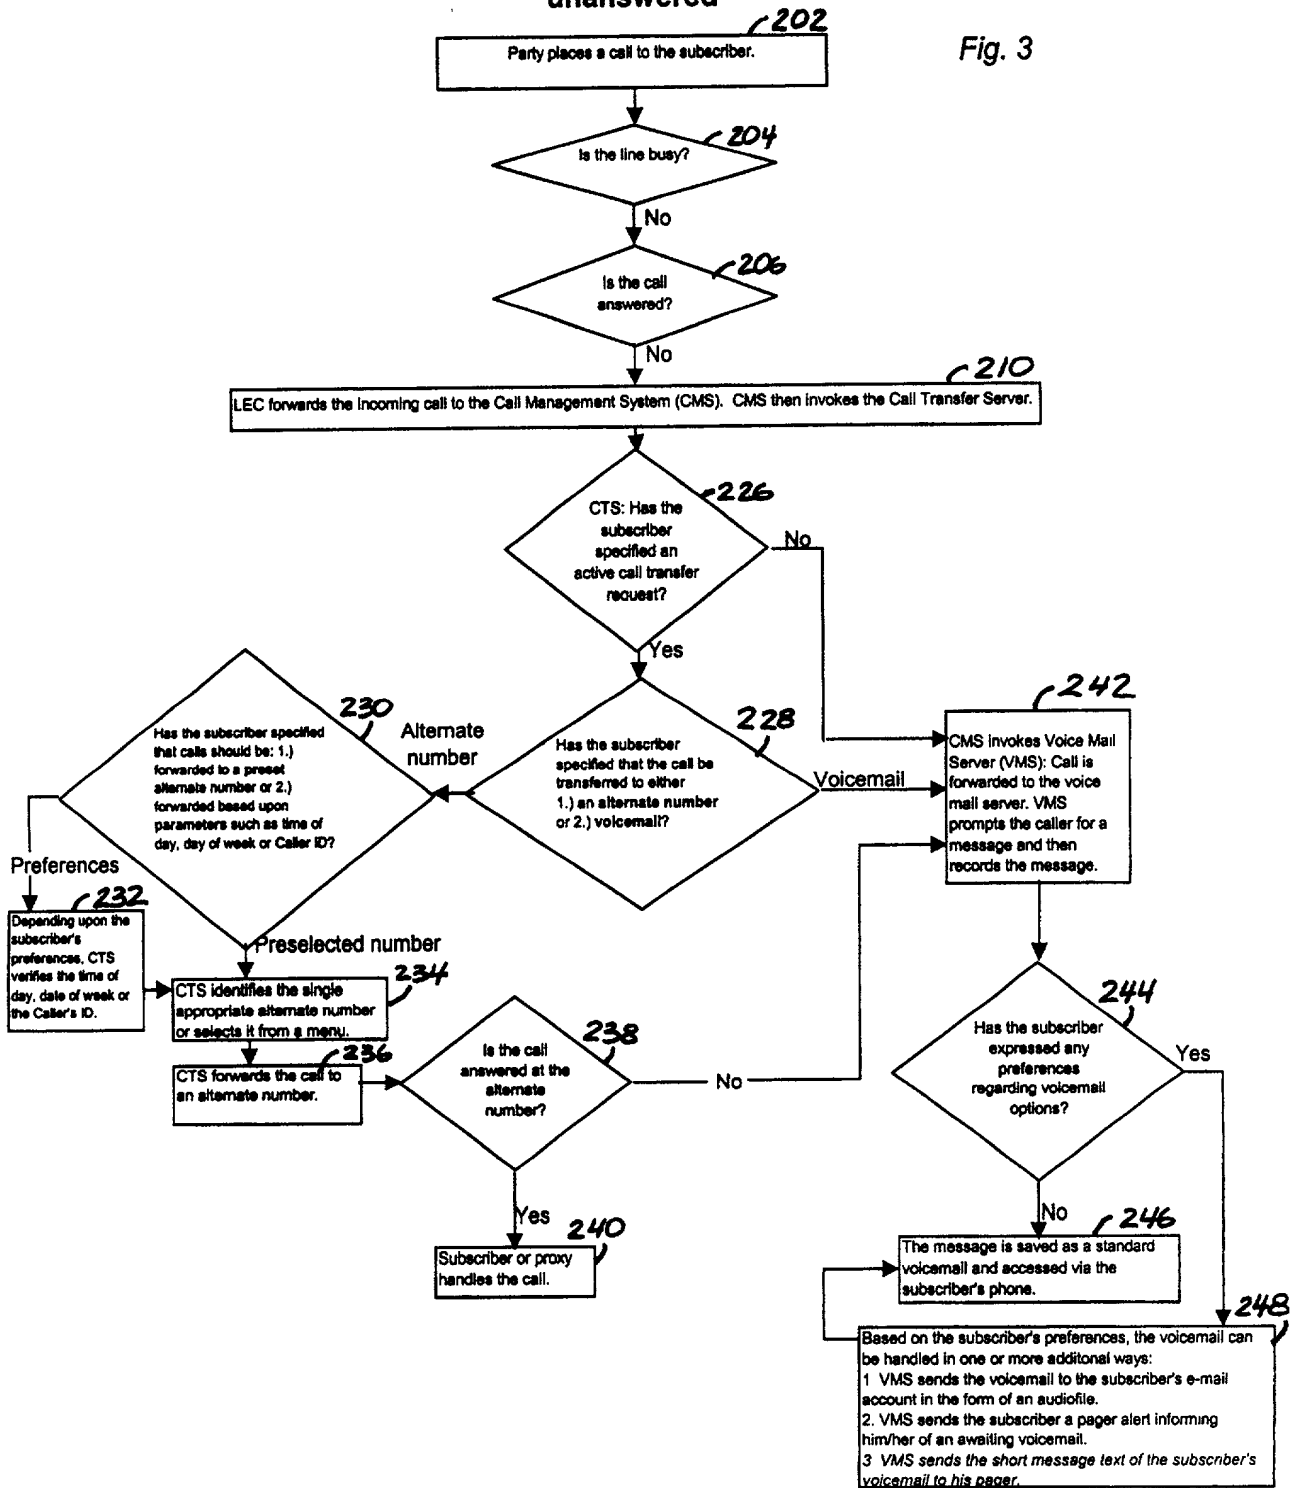 unanswered
202
Fig. 3
Party places a call to the subscriber.
204
Is the line busy?
No
206
Is the call
answered?
No
210
LEC forwards the incoming call to the Call Management System (CMS). CMS then invokes the Call Transfer Server.
226
CTS: Has the
subscriber
specified an
active call transfer
request?
No
Yes
230
Has the subscriber specified
that calls should be: 1.)
forwarded to a preset
alternate number or 2.)
forwarded based upon
parameters such as time of
day, day of week or Caller ID?
Alternate
number
228
Has the subscriber
specified that the call be
transferred to either
1.) an alternate number
or 2.) voicemail?
Voicemail
242
CMS invokes Voice Mail
Server (VMS): Call is
forwarded to the voice
mail server. VMS
prompts the caller for a
message and then
records the message.
Preferences
232
Depending upon the
subscriber's
preferences, CTS
verifies the time of
day, date of week or
the Caller's ID.
Preselected number
234
CTS identifies the single
appropriate alternate number
or selects it from a menu.
236
CTS forwards the call to
an alternate number.
238
Is the call
answered at the
alternate
number?
No
Yes
240
Subscriber or proxy
handles the call.
244
Has the subscriber
expressed any
preferences
regarding voicemail
options?
Yes
No
246
The message is saved as a standard
voicemail and accessed via the
subscriber's phone.
248
Based on the subscriber's preferences, the voicemail can
be handled in one or more additonal ways:
1 VMS sends the voicemail to the subscriber's e-mail
account in the form of an audiofile.
2. VMS sends the subscriber a pager alert informing
him/her of an awaiting voicemail.
3 VMS sends the short message text of the subscriber's
voicemail to his pager.